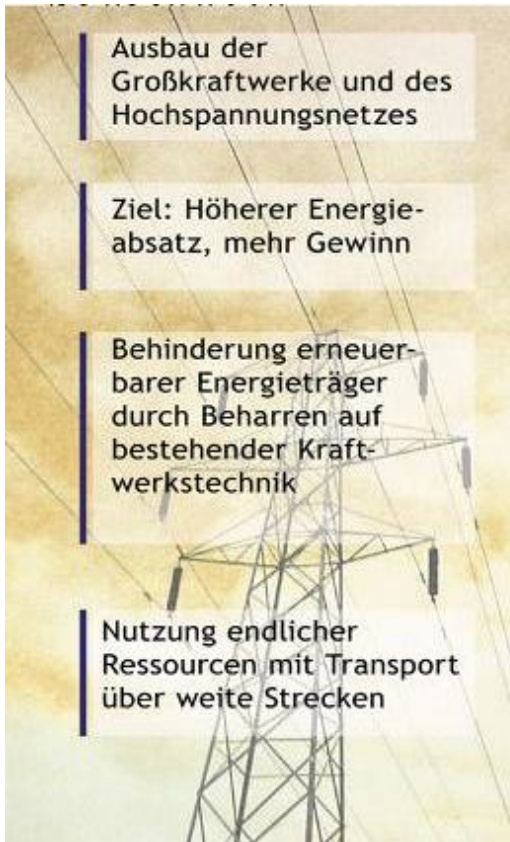 Ausbau der
Großkraftwerke und des
Hochspannungsnetzes
Ziel: Höherer Energie-
absatz, mehr Gewinn
Behinderung erneuer-
barer Energieträger
durch Beharren auf
bestehender Kraft-
werkstechnik
Nutzung endlicher
Ressourcen mit Transport
über weite Strecken